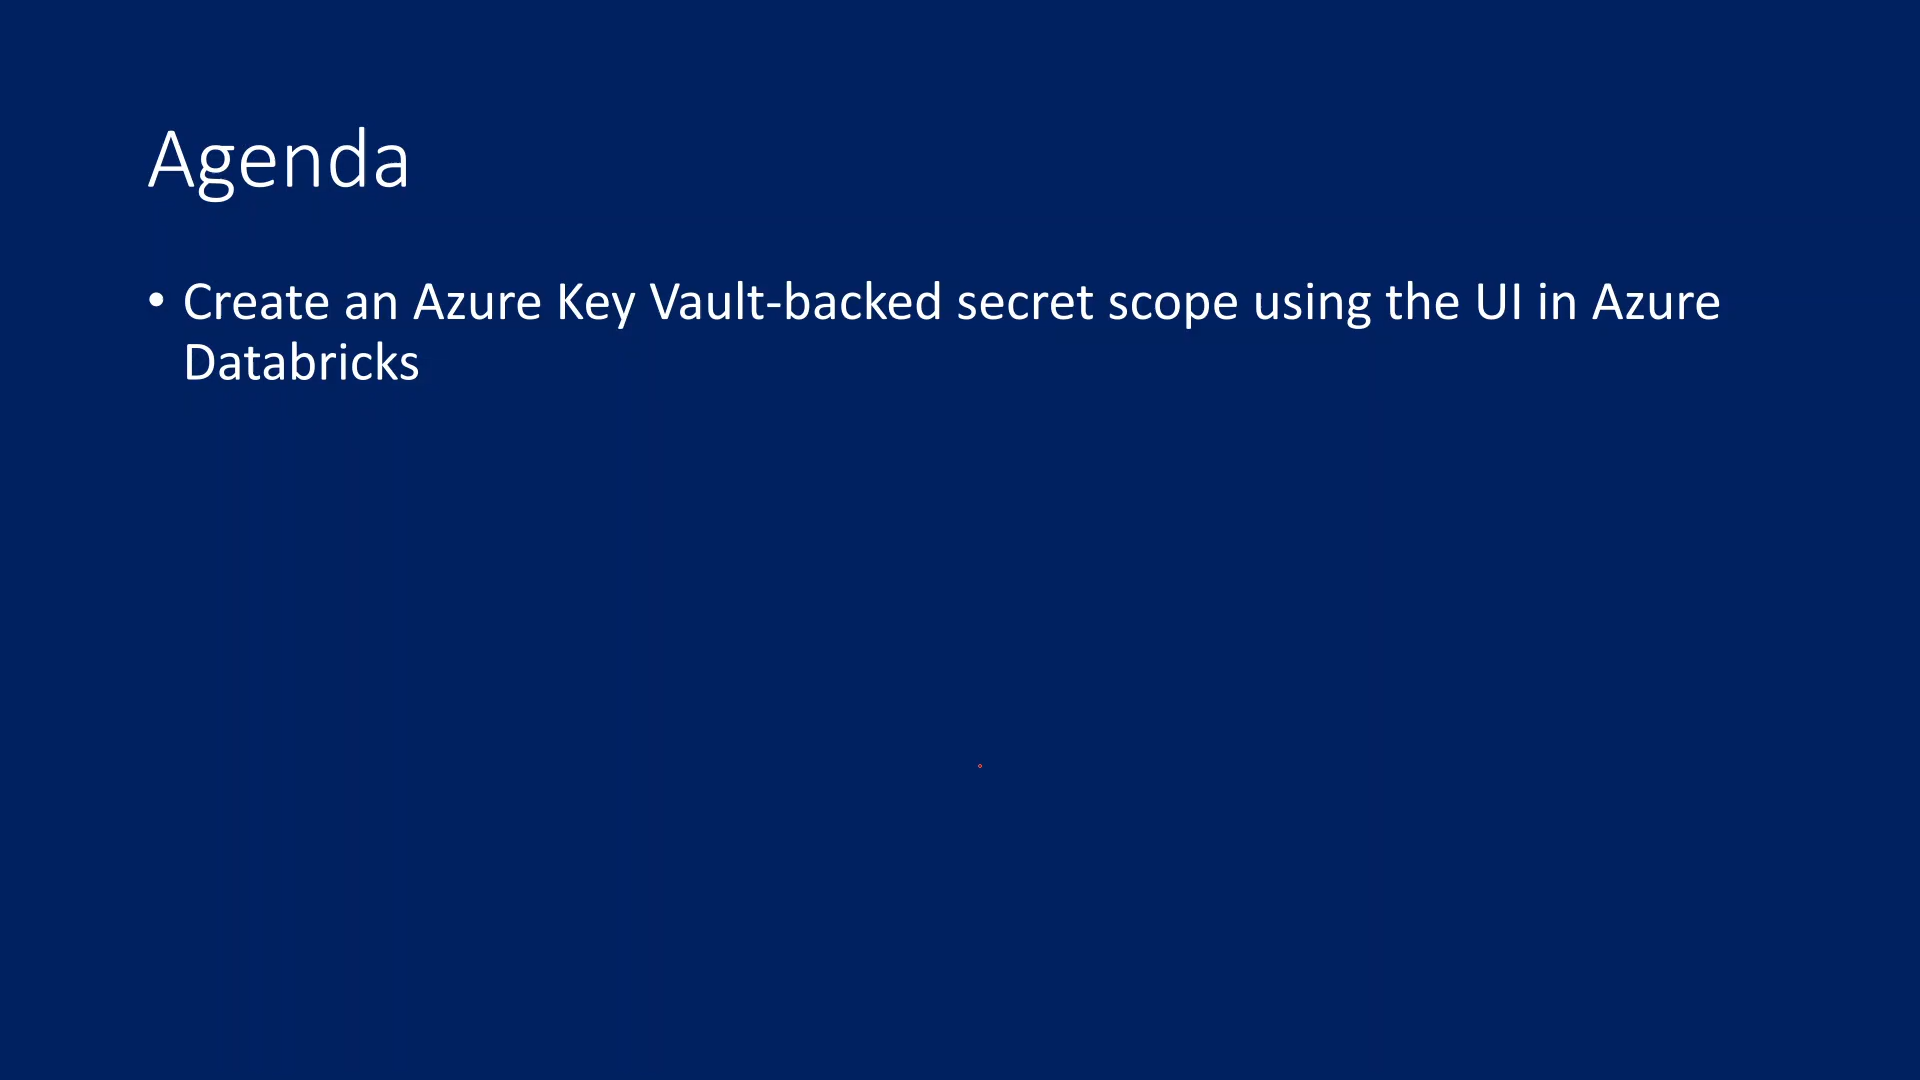 Agenda
• Create an Azure Key Vault-backed secret scope using the UI in Azure
Databricks